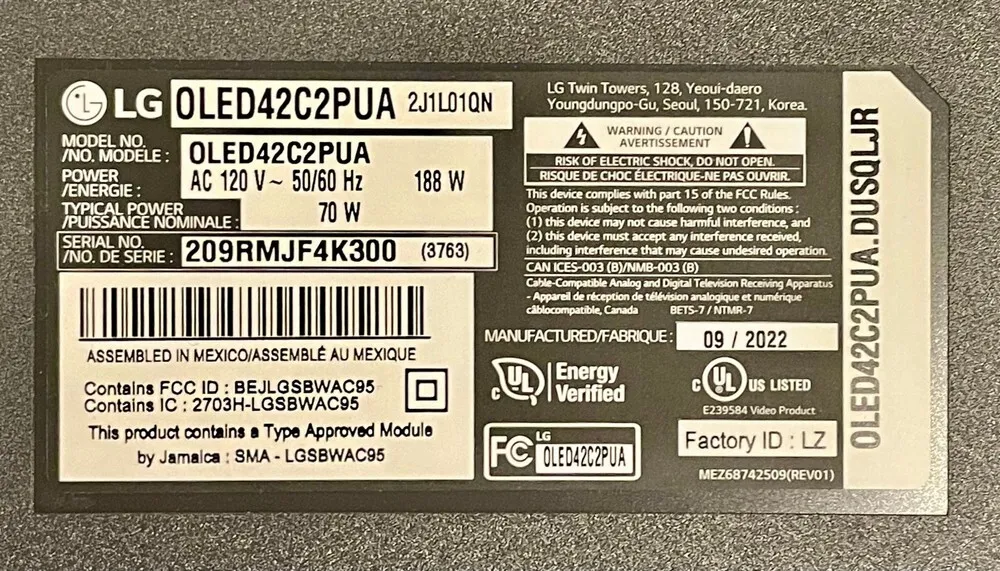 LG OLED42C2PUA 2J1L01QN
MODEL NO.
/NO. MODELE : OLED42C2PUA
POWER
/ENERGIE : AC 120 V~ 50/60 Hz 188 W
TYPICAL POWER
/PUISSANCE NOMINALE : 70 W
SERIAL NO.
/NO. DE SERIE : 209RMJF4K300 (3763)
ASSEMBLED IN MEXICO/ASSEMBLÉ AU MEXIQUE
Contains FCC ID : BEJLGSBWAC95
Contains IC : 2703H-LGSBWAC95
This product contains a Type Approved Module
by Jamaica : SMA - LGSBWAC95
LG Twin Towers, 128, Yeoui-daero
Youngdungpo-Gu, Seoul, 150-721, Korea.
WARNING / CAUTION
AVERTISSEMENT
RISK OF ELECTRIC SHOCK, DO NOT OPEN.
RISQUE DE CHOC ÉLECTRIQUE-NE PAS OUVRIR.
This device complies with part 15 of the FCC Rules.
Operation is subject to the following two conditions :
(1) this device may not cause harmful interference, and
(2) this device must accept any interference received,
including interference that may cause undesired operation.
CAN ICES-003 (B)/NMB-003 (B)
Cable-Compatible Analog and Digital Television Receiving Apparatus
- Appareil de réception de télévision analogique et numérique
câblocompatible, Canada BETS-7 / NTMR-7
MANUFACTURED/FABRIQUE : 09 / 2022
c UL Energy
Verified
c UL US LISTED
E239584 Video Product
FC LG
OLED42C2PUA
Factory ID : LZ
MEZ68742509(REV01)
OLED42C2PUA.DUSQLJR